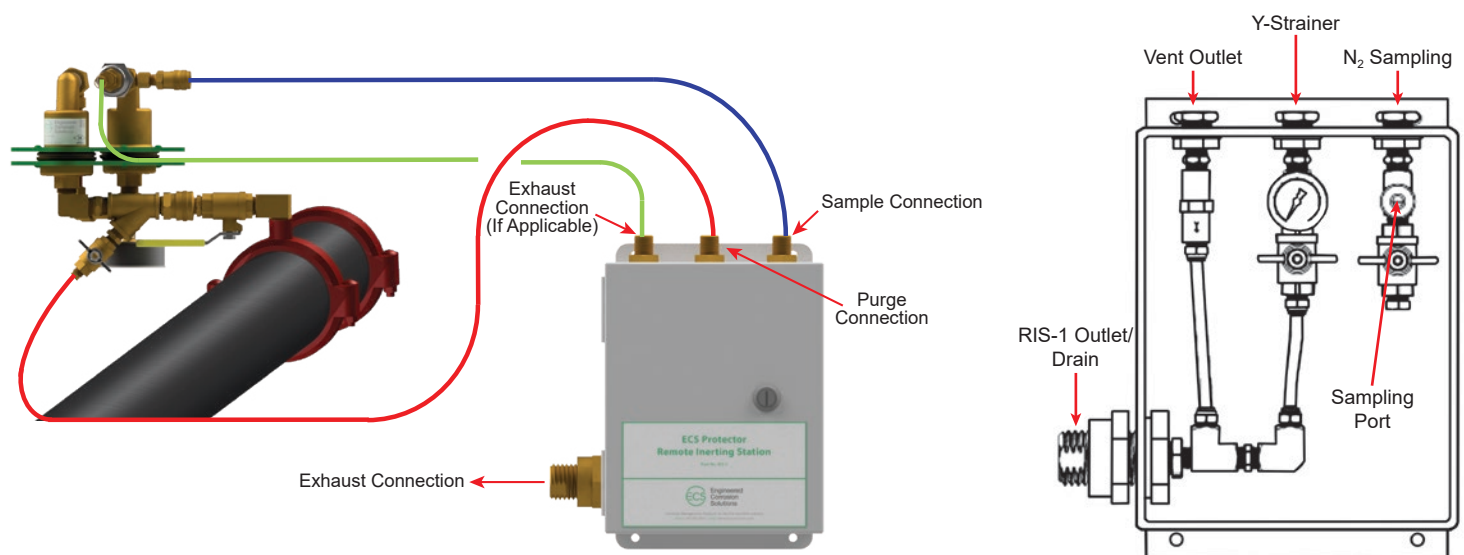 Exhaust
Connection
(If Applicable)
Sample Connection
Purge
Connection
Exhaust Connection
ECS Protector
Remote Inerting Station
ECS
Engineered
Corrosion
Solutions
Y-Strainer
Vent Outlet
N₂ Sampling
RIS-1 Outlet/
Drain
Sampling
Port